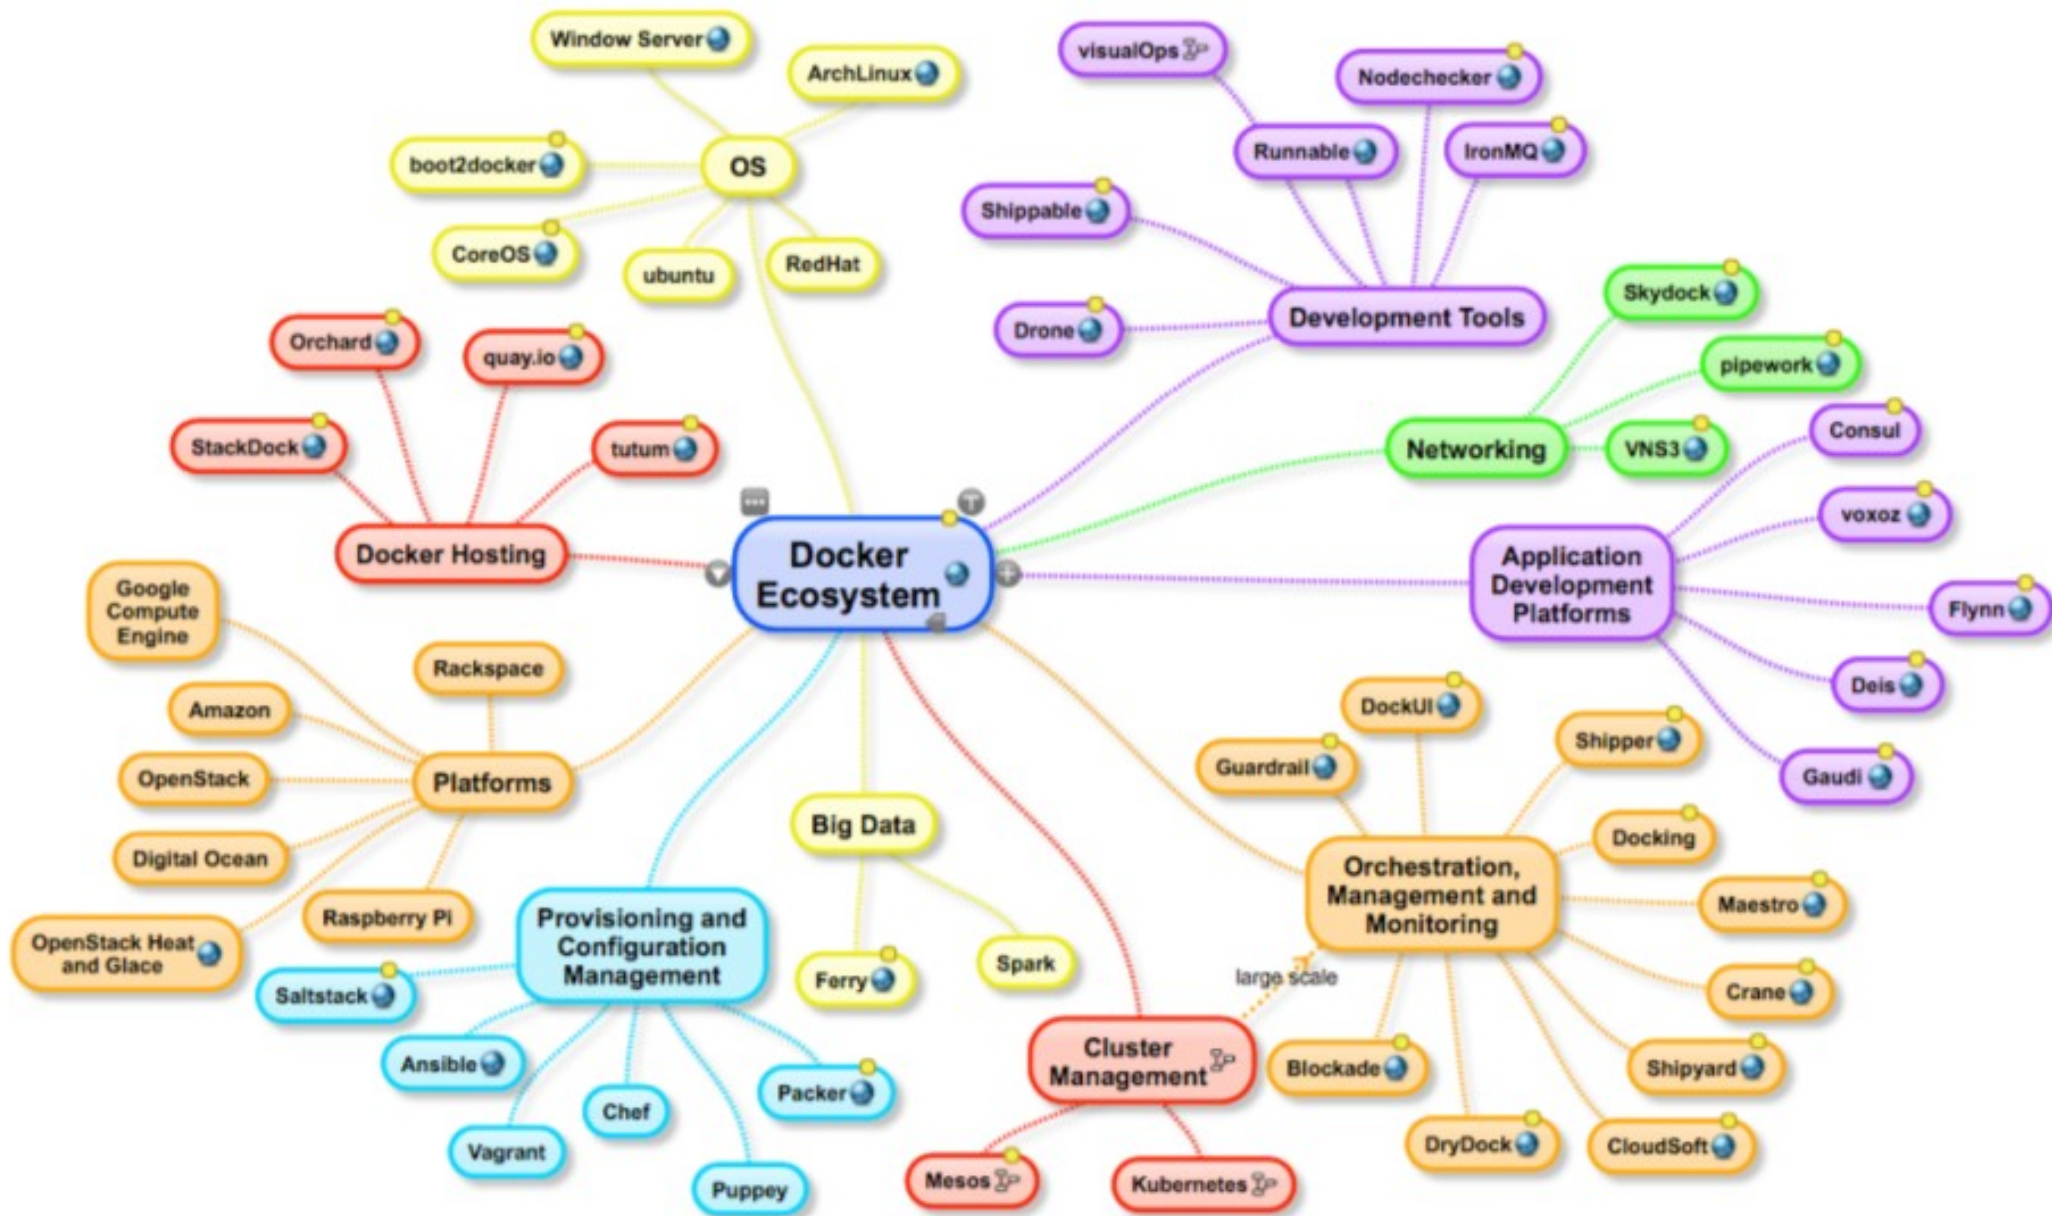 Window Server
ArchLinux
boot2docker
OS
CoreOS
ubuntu
RedHat
visualOps
Nodechecker
Runnable
IronMQ
Shippable
Drone
Development Tools
Skydock
pipework
Networking
VNS3
Orchard
quay.io
StackDock
tutum
Docker Hosting
Docker
Ecosystem
Consul
voxoz
Application
Development
Platforms
Flynn
Deis
Gaudi
Google
Compute
Engine
Rackspace
Amazon
OpenStack
Platforms
Digital Ocean
Raspberry Pi
OpenStack Heat
and Glace
Provisioning and
Configuration
Management
Saltstack
Ansible
Vagrant
Chef
Puppey
Packer
Big Data
Ferry
Spark
Cluster
Management
Mesos
Kubernetes
large scale
DockUI
Guardrail
Shipper
Docking
Orchestration,
Management and
Monitoring
Maestro
Crane
Blockade
Shipyard
DryDock
CloudSoft